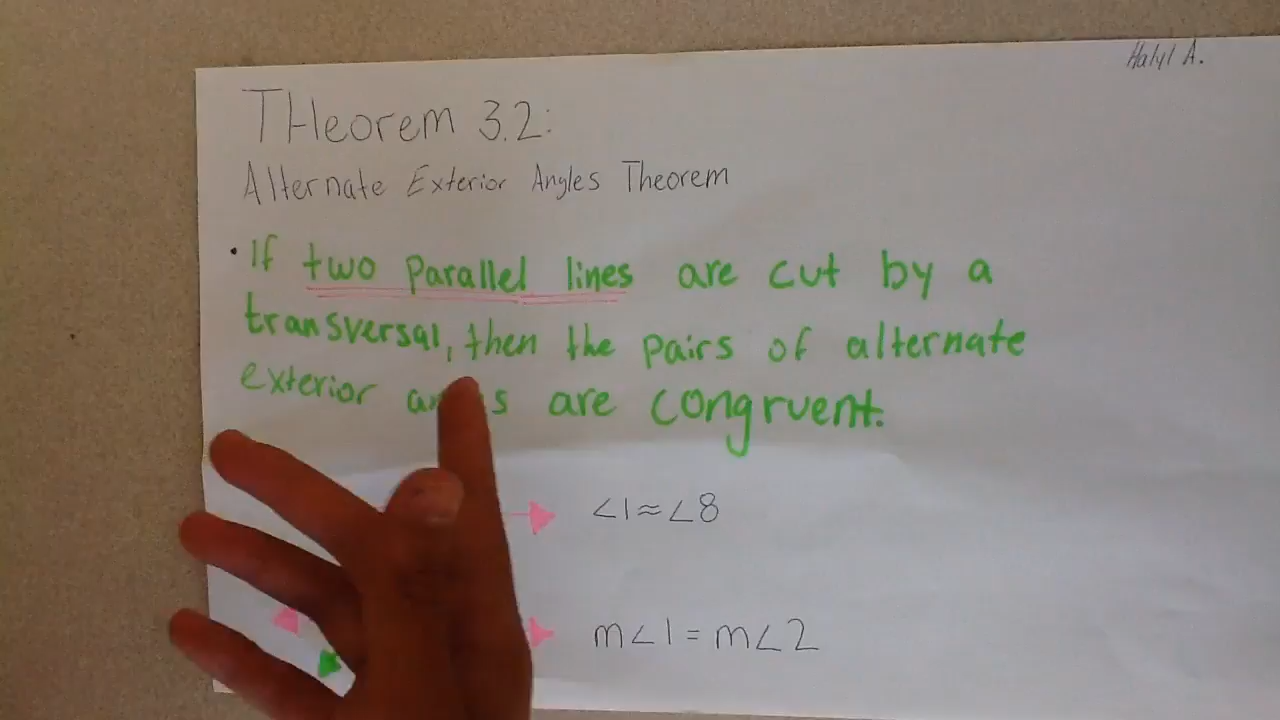 Halyl A.
THeorem 3.2:
Alternate Exterior Angles Theorem
• If two parallel lines are cut by a
transversal, then the pairs of alternate
exterior are congruent.
∠1≈∠8
m∠1=m∠2